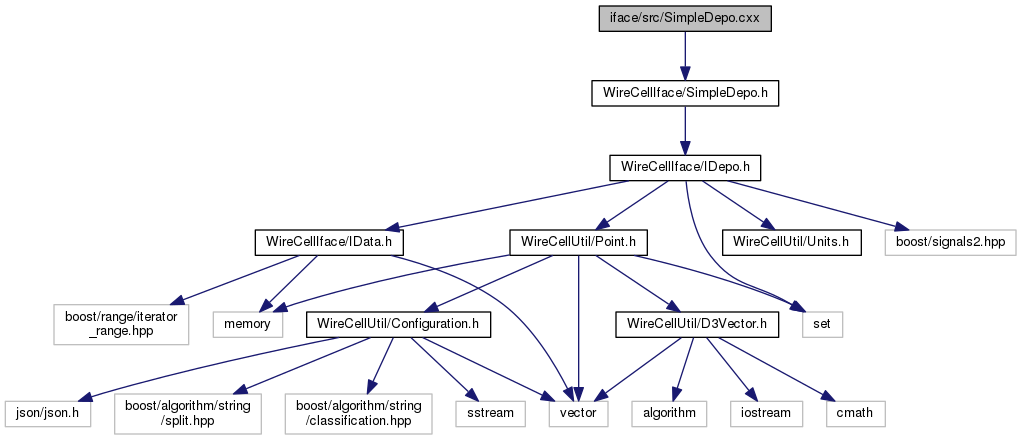 iface/src/SimpleDepo.cxx
WireCellIface/SimpleDepo.h
WireCellIface/IDepo.h
WireCellIface/IData.h
WireCellUtil/Point.h
WireCellUtil/Units.h
boost/signals2.hpp
boost/range/iterator
_range.hpp
memory
WireCellUtil/Configuration.h
WireCellUtil/D3Vector.h
set
json/json.h
boost/algorithm/string
/split.hpp
boost/algorithm/string
/classification.hpp
sstream
vector
algorithm
iostream
cmath